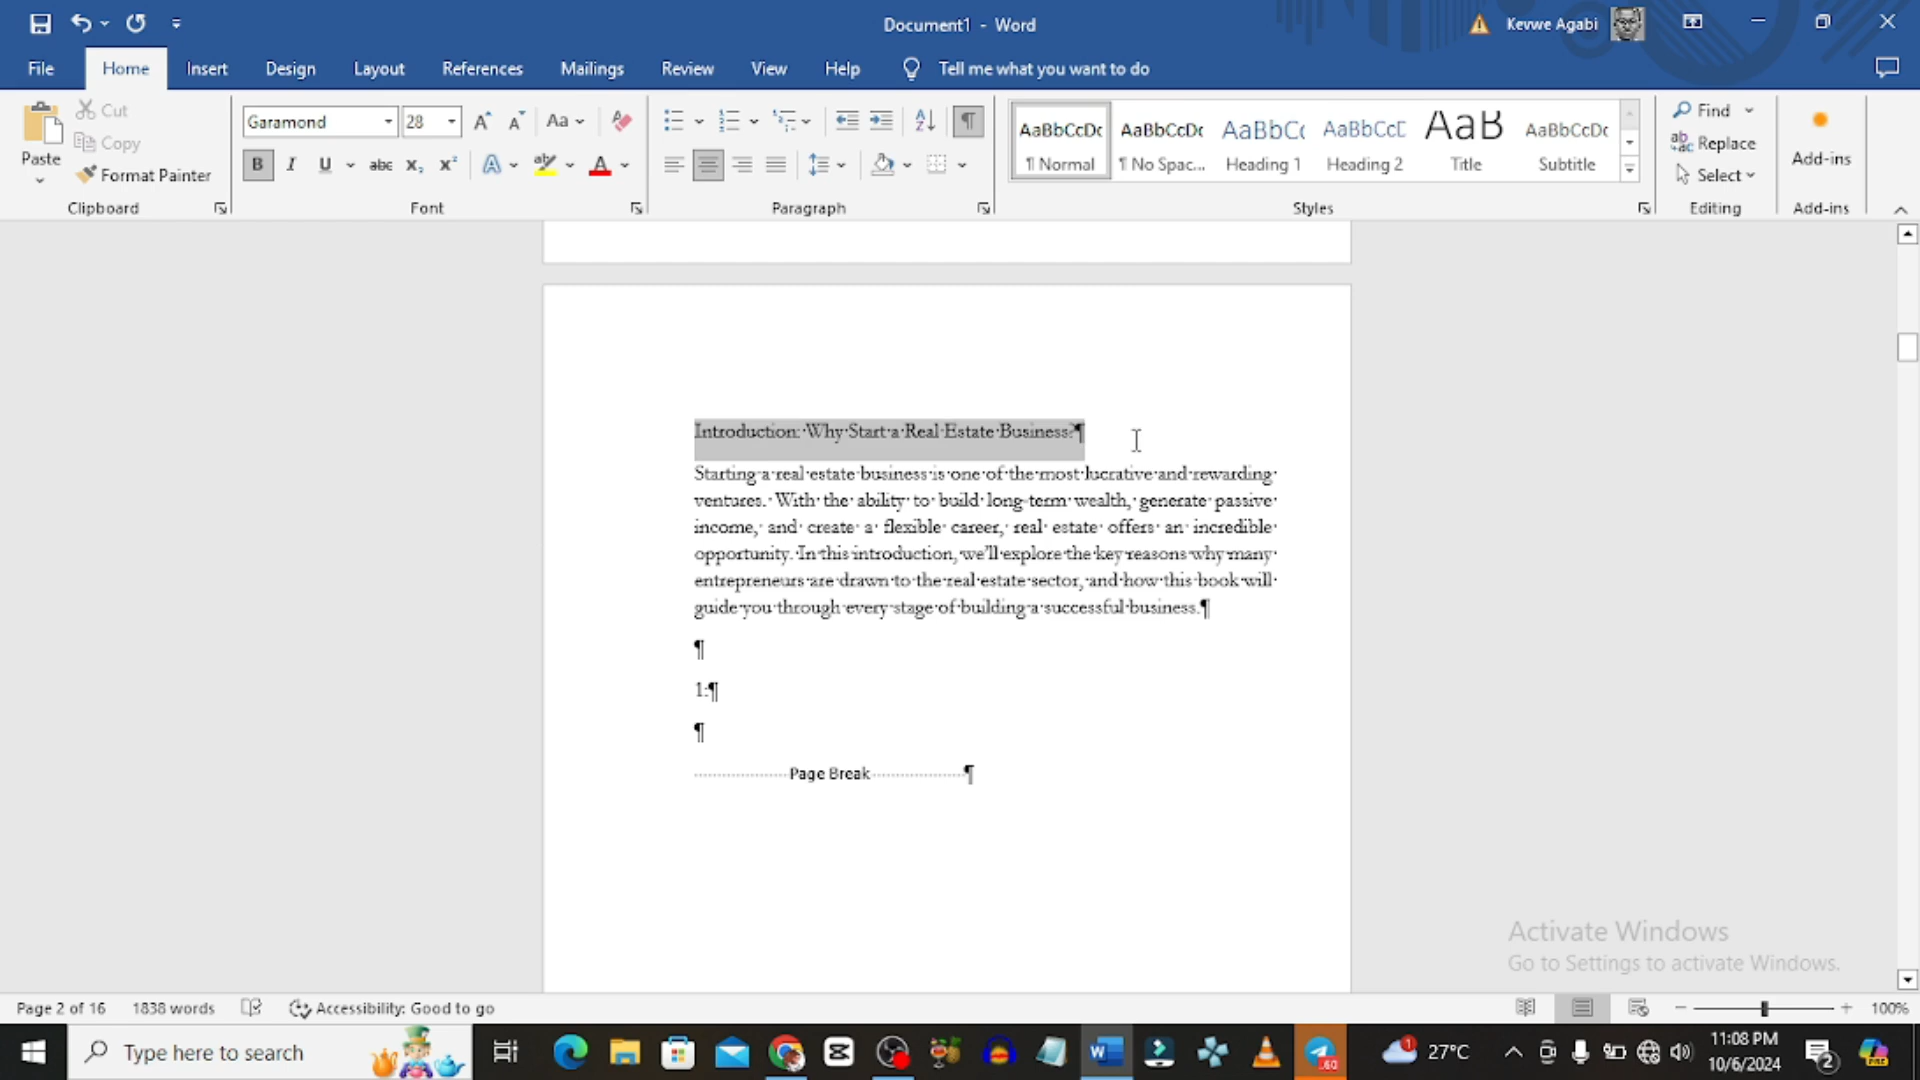 Document1 - Word
Kevwe Agabi
File Home Insert Design Layout References Mailings Review View Help Tell me what you want to do
Paste
Cut
Copy
Format Painter
Clipboard
Garamond 28
Font
Paragraph
AaBbCcDc AaBbCcDc AaBbCc AaBbCcD AaB AaBbCcDc
¶ Normal ¶ No Spac... Heading 1 Heading 2 Title Subtitle
Styles
Find
Replace
Select
Editing
Add-ins
Add-ins
Introduction: Why Start a Real Estate Business?¶
Starting a real estate business is one of the most lucrative and rewarding
ventures. With the ability to build long-term wealth, generate passive
income, and create a flexible career, real estate offers an incredible
opportunity. In this introduction, we'll explore the key reasons why many
entrepreneurs are drawn to the real estate sector, and how this book will
guide you through every stage of building a successful business.¶
¶
1:¶
¶
Page Break ¶
Activate Windows
Go to Settings to activate Windows.
Page 2 of 16 1838 words Accessibility: Good to go 100%
Type here to search
60
1
27°C
11:08 PM
10/6/2024
2